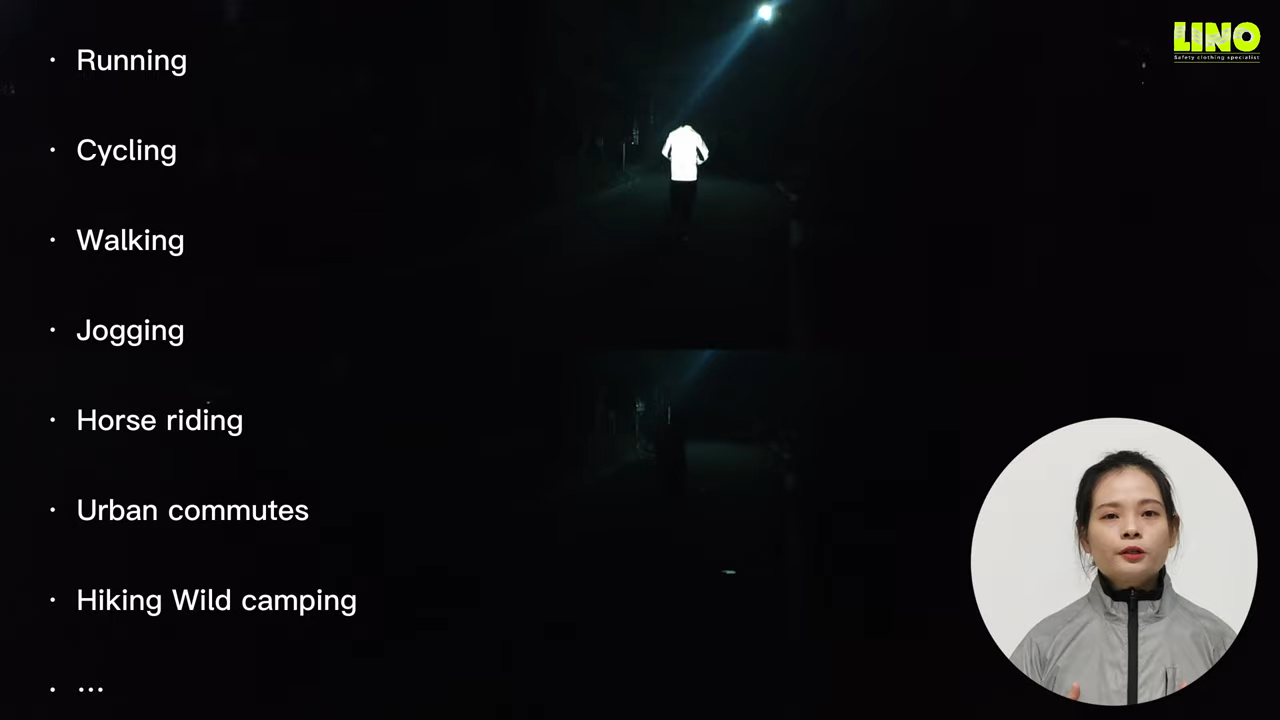 · Running
· Cycling
· Walking
· Jogging
· Horse riding
· Urban commutes
· Hiking Wild camping
· ...
LINO
Safety clothing specialist